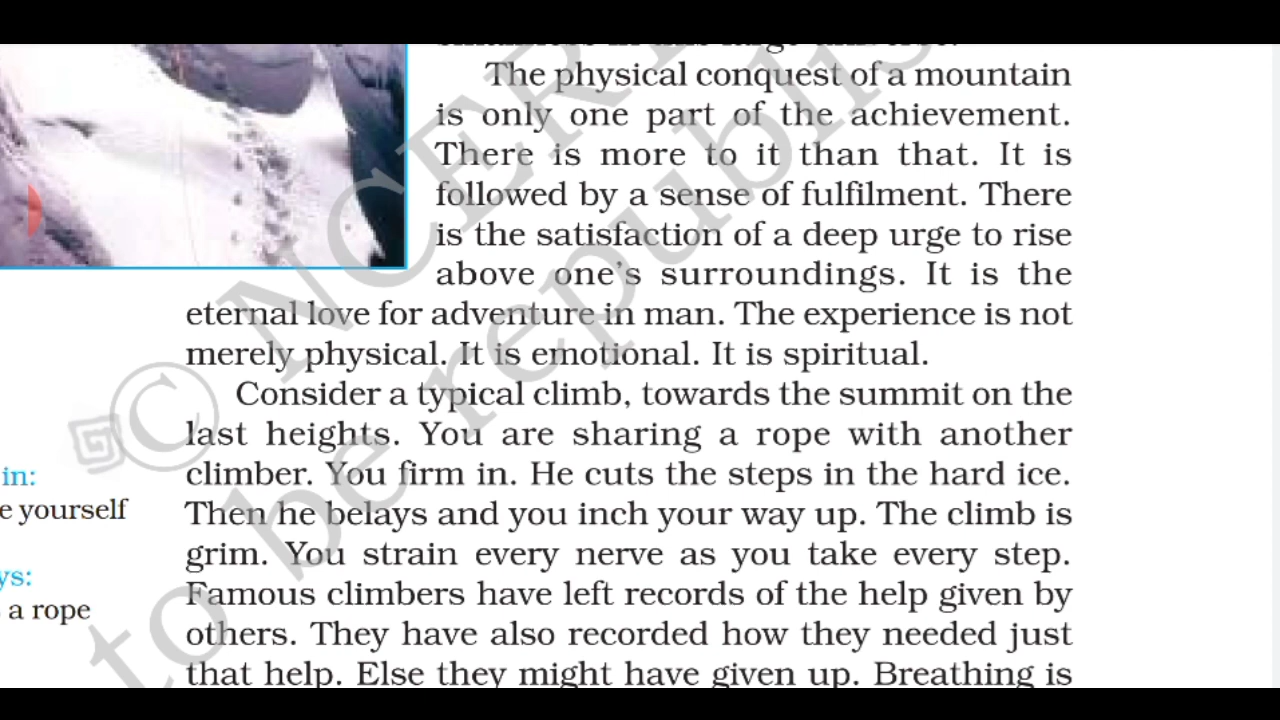 The physical conquest of a mountain
is only one part of the achievement.
There is more to it than that. It is
followed by a sense of fulfilment. There
is the satisfaction of a deep urge to rise
above one's surroundings. It is the
eternal love for adventure in man. The experience is not
merely physical. It is emotional. It is spiritual.
Consider a typical climb, towards the summit on the
last heights. You are sharing a rope with another
climber. You firm in. He cuts the steps in the hard ice.
Then he belays and you inch your way up. The climb is
grim. You strain every nerve as you take every step.
Famous climbers have left records of the help given by
others. They have also recorded how they needed just
that help. Else they might have given up. Breathing is
in:
yourself
a rope
© NCER
to be republis